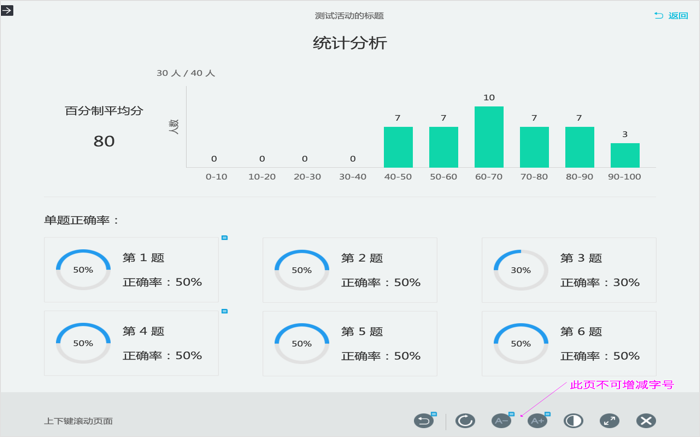 测试活动的标题
返回
统计分析
30 人 / 40 人
百分制平均分
80
人数
0 0 0 0 7 7 10 7 7 3
0-10 10-20 20-30 30-40 40-50 50-60 60-70 70-80 80-90 90-100
单题正确率：
50% 第 1 题
正确率：50%
50% 第 2 题
正确率：50%
30% 第 3 题
正确率：30%
50% 第 4 题
正确率：50%
50% 第 5 题
正确率：50%
50% 第 6 题
正确率：50%
此页不可增减字号
上下键滚动页面
A- A+